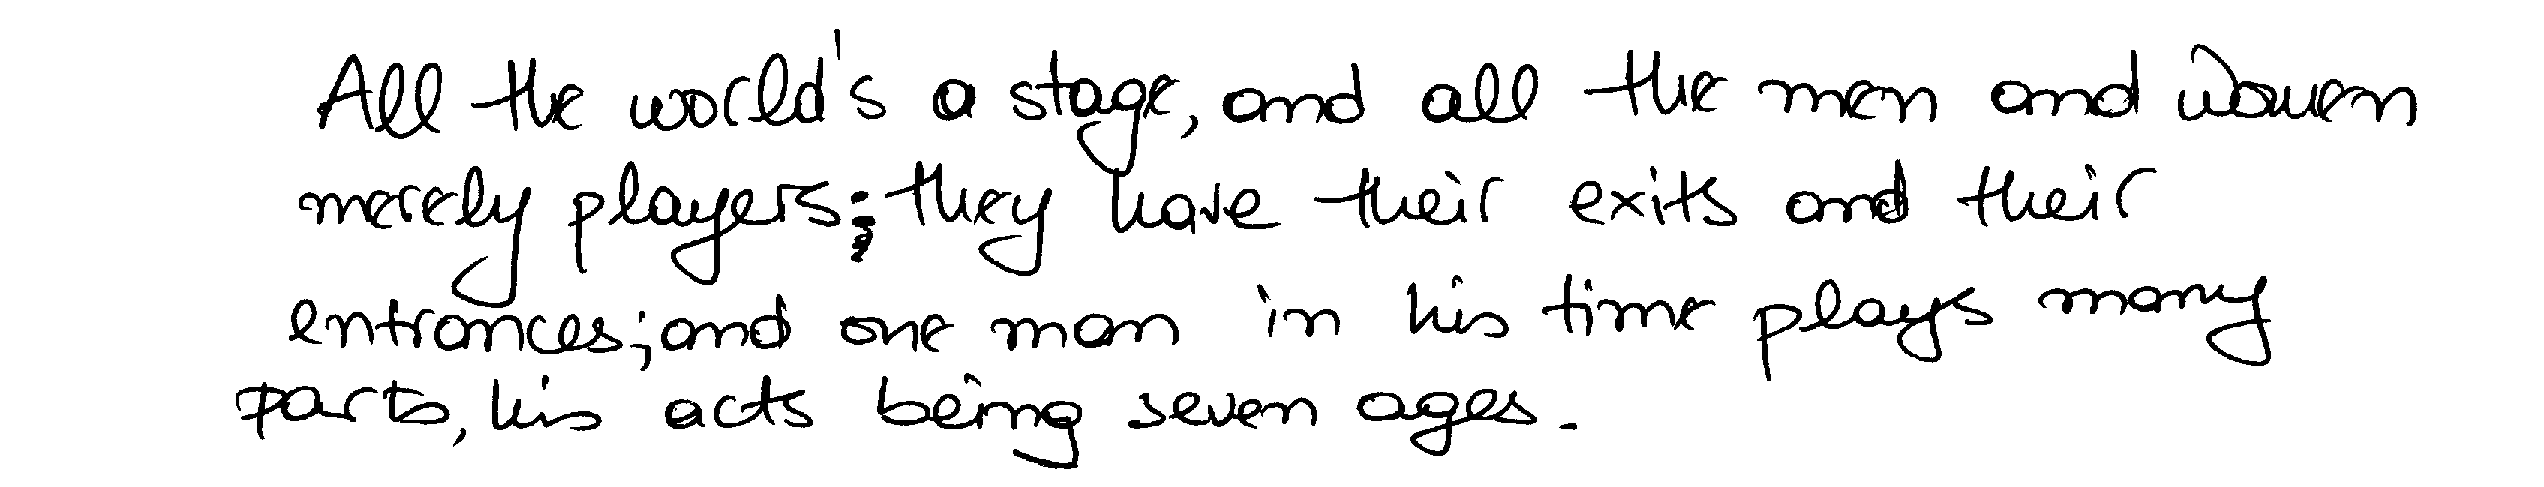 All the world's a stage, and all the men and women
merely players; they have their exits and their
entrances; and one man in his time plays many
parts, his acts being seven ages.